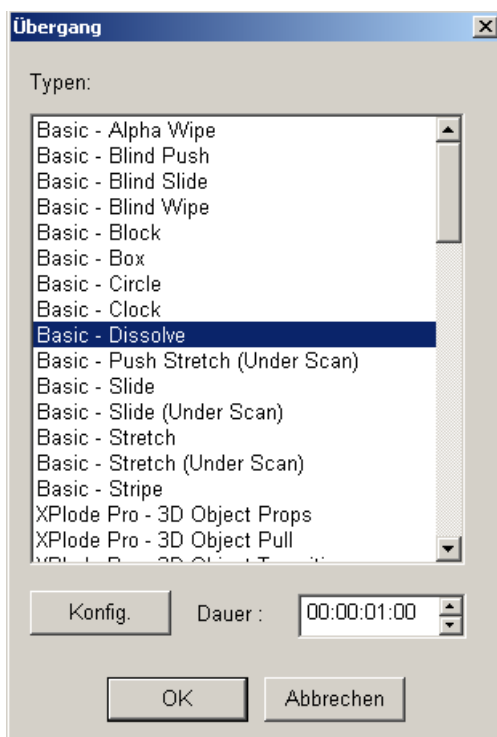 Übergang
Typen:
Basic - Alpha Wipe
Basic - Blind Push
Basic - Blind Slide
Basic - Blind Wipe
Basic - Block
Basic - Box
Basic - Circle
Basic - Clock
Basic - Dissolve
Basic - Push Stretch (Under Scan)
Basic - Slide
Basic - Slide (Under Scan)
Basic - Stretch
Basic - Stretch (Under Scan)
Basic - Stripe
XPlode Pro - 3D Object Props
XPlode Pro - 3D Object Pull
Konfig. Dauer : 00:00:01:00
OK Abbrechen